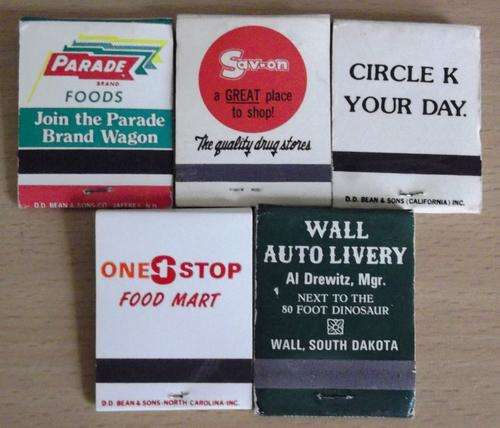 PARADE
BRAND
FOODS
Join the Parade
Brand Wagon
D.D. BEAN & SONS CO. JAFFREY, N.H.
Sav-on
a GREAT place
to shop!
The quality drug stores
CIRCLE K
YOUR DAY.
D.D. BEAN & SONS (CALIFORNIA) INC.
ONE STOP
FOOD MART
D.D. BEAN & SONS-NORTH CAROLINA-INC.
WALL
AUTO LIVERY
Al Drewitz, Mgr.
NEXT TO THE
80 FOOT DINOSAUR
WALL, SOUTH DAKOTA